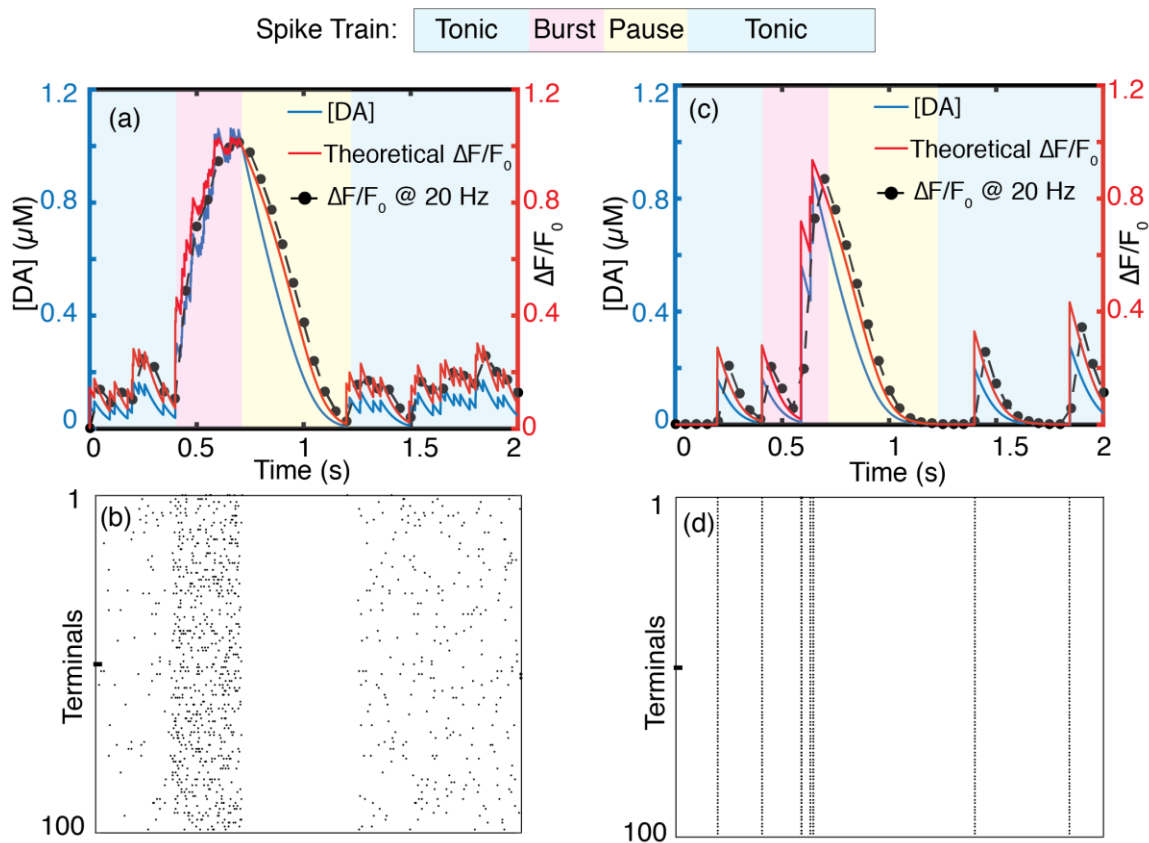 Spike Train: Tonic Burst Pause Tonic
(a)
1.2
0.8
0.4
0
[DA] (µM)
[DA]
Theoretical ΔF/F₀
ΔF/F₀ @ 20 Hz
1.2
0.8
0.4
0
ΔF/F₀
0 0.5 1 1.5 2
Time (s)
(c)
1.2
0.8
0.4
0
[DA] (µM)
[DA]
Theoretical ΔF/F₀
ΔF/F₀ @ 20 Hz
1.2
0.8
0.4
0
ΔF/F₀
0 0.5 1 1.5 2
Time (s)
(b)
1
Terminals
100
(d)
1
Terminals
100